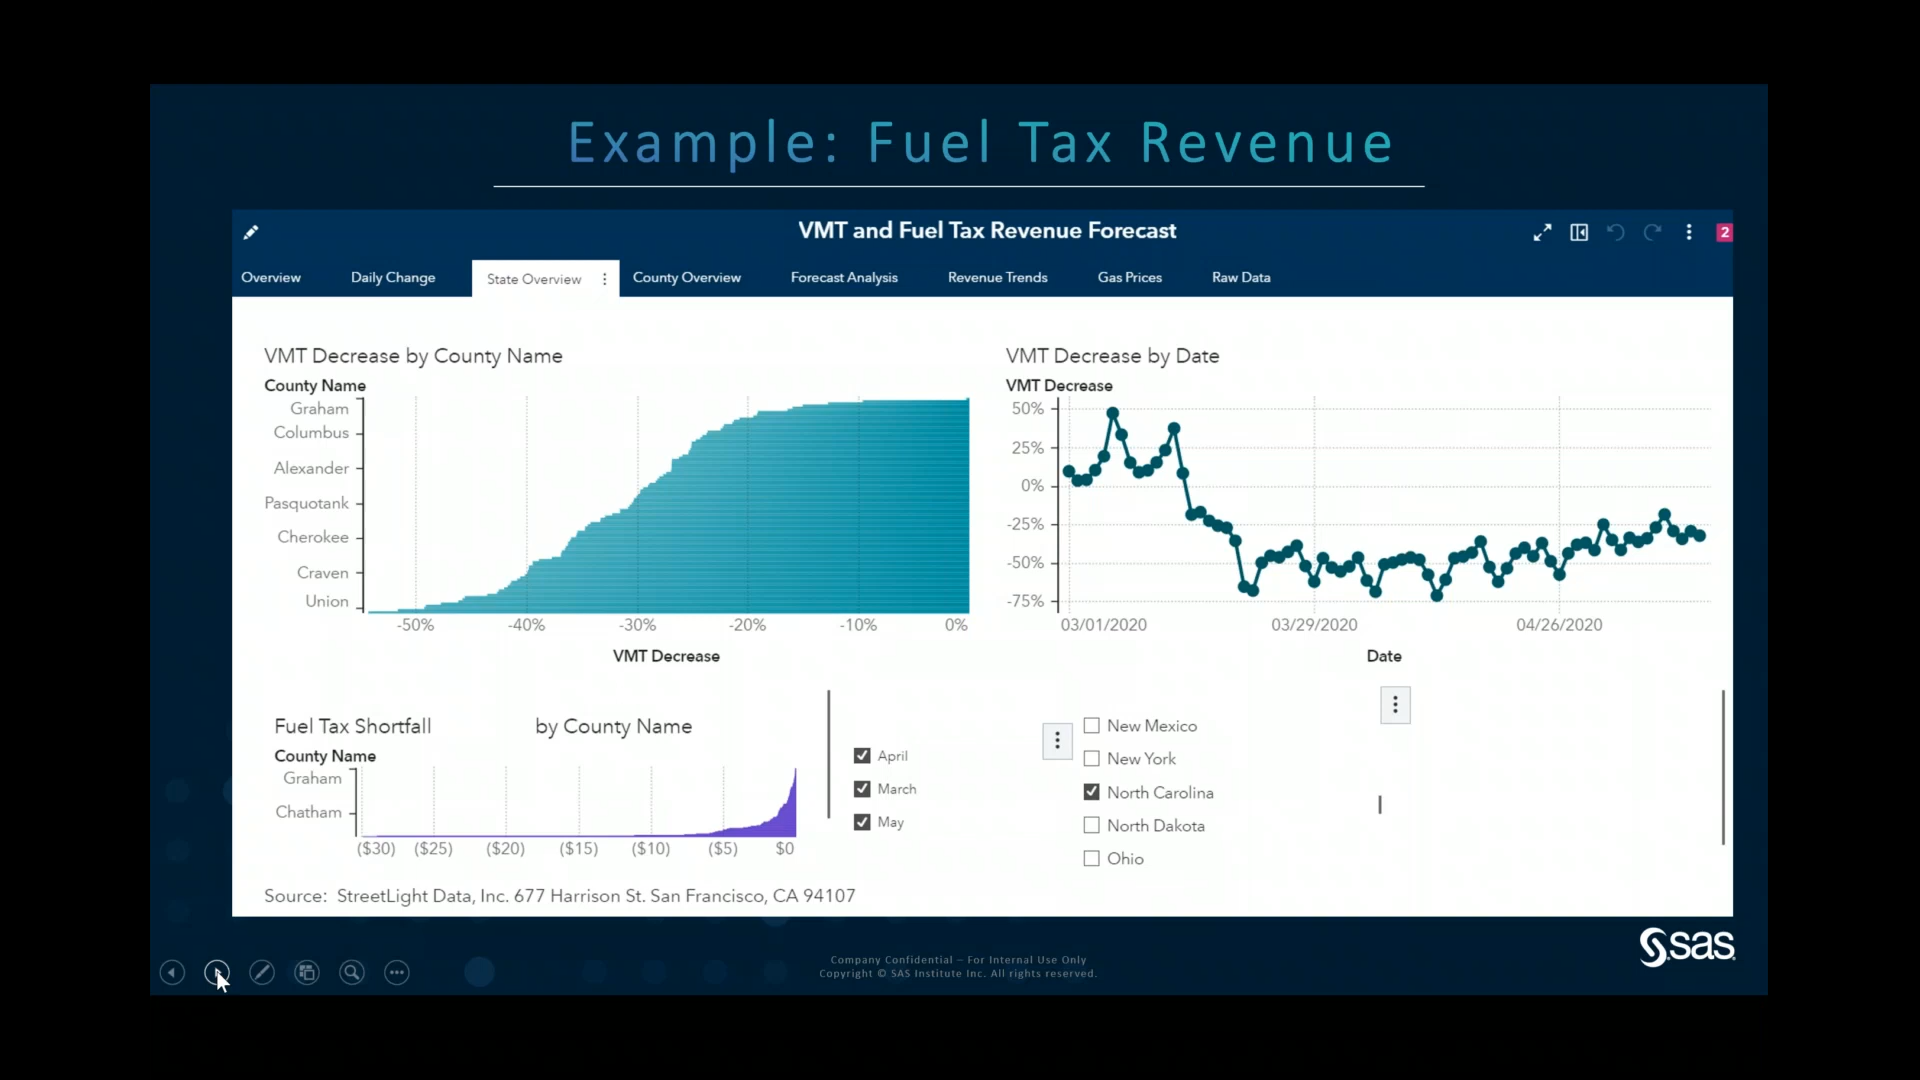 Example: Fuel Tax Revenue
VMT and Fuel Tax Revenue Forecast
2
Overview
Daily Change
State Overview
County Overview
Forecast Analysis
Revenue Trends
Gas Prices
Raw Data
VMT Decrease by County Name
County Name
Graham
Columbus
Alexander
Pasquotank
Cherokee
Craven
Union
-50%
-40%
-30%
-20%
-10%
0%
VMT Decrease
VMT Decrease by Date
VMT Decrease
50%
25%
0%
-25%
-50%
-75%
03/01/2020
03/29/2020
04/26/2020
Date
Fuel Tax Shortfall by County Name
County Name
Graham
Chatham
($30)
($25)
($20)
($15)
($10)
($5)
$0
April
March
May
New Mexico
New York
North Carolina
North Dakota
Ohio
Source: StreetLight Data, Inc. 677 Harrison St. San Francisco, CA 94107
Company Confidential – For Internal Use Only
Copyright © SAS Institute Inc. All rights reserved.
sas